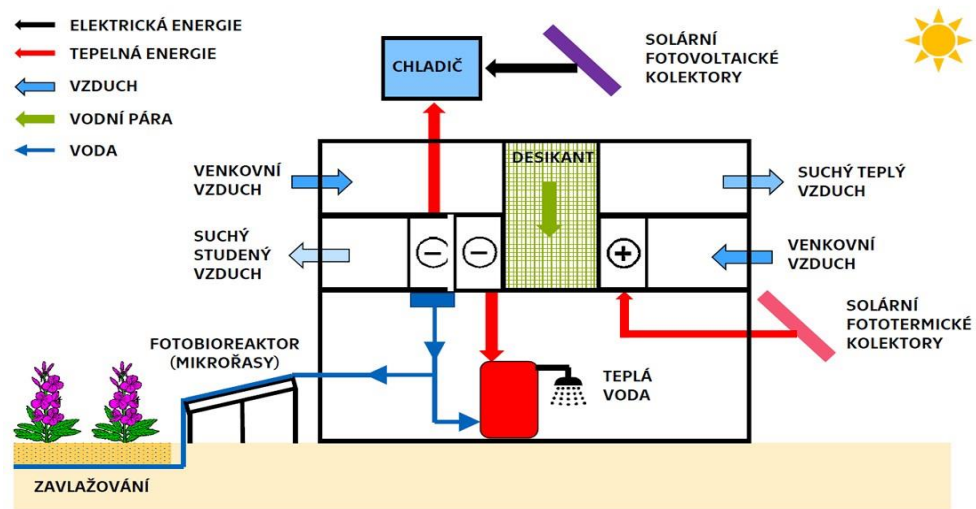 ELEKTRICKÁ ENERGIE
TEPELNÁ ENERGIE
VZDUCH
VODNÍ PÁRA
VODA
CHLADIČ
SOLÁRNÍ
FOTOVOLTAICKÉ
KOLEKTORY
DESIKANT
VENKOVNÍ
VZDUCH
SUCHÝ TEPLÝ
VZDUCH
SUCHÝ
STUDENÝ
VZDUCH
VENKOVNÍ
VZDUCH
SOLÁRNÍ
FOTOTERMICKÉ
KOLEKTORY
FOTOBIOREAKTOR
(MIKROŘASY)
TEPLÁ
VODA
ZAVLAŽOVÁNÍ